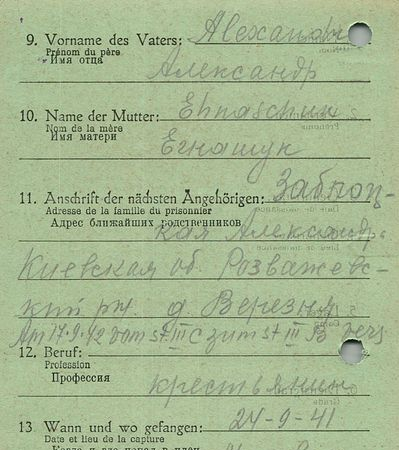 9. Vorname des Vaters: Alexandr
Prénom du père
Имя отца
Александр
10. Name der Mutter: Ehnaschuk
Nom de la mère
Имя матери
Егнашук
11. Anschrift der nächsten Angehörigen:
Adresse de la famille du prisonnier
Адрес ближайших родственников
кая Александр.
Киевская об. Розважевс-
кий рж. д. Верезня
Am 17.9.42 vom St. III C zum St III B vers
12. Beruf:
Profession
Профессия
крестьянин
13 Wann und wo gefangen: 24-9-41
Date et lieu de la capture